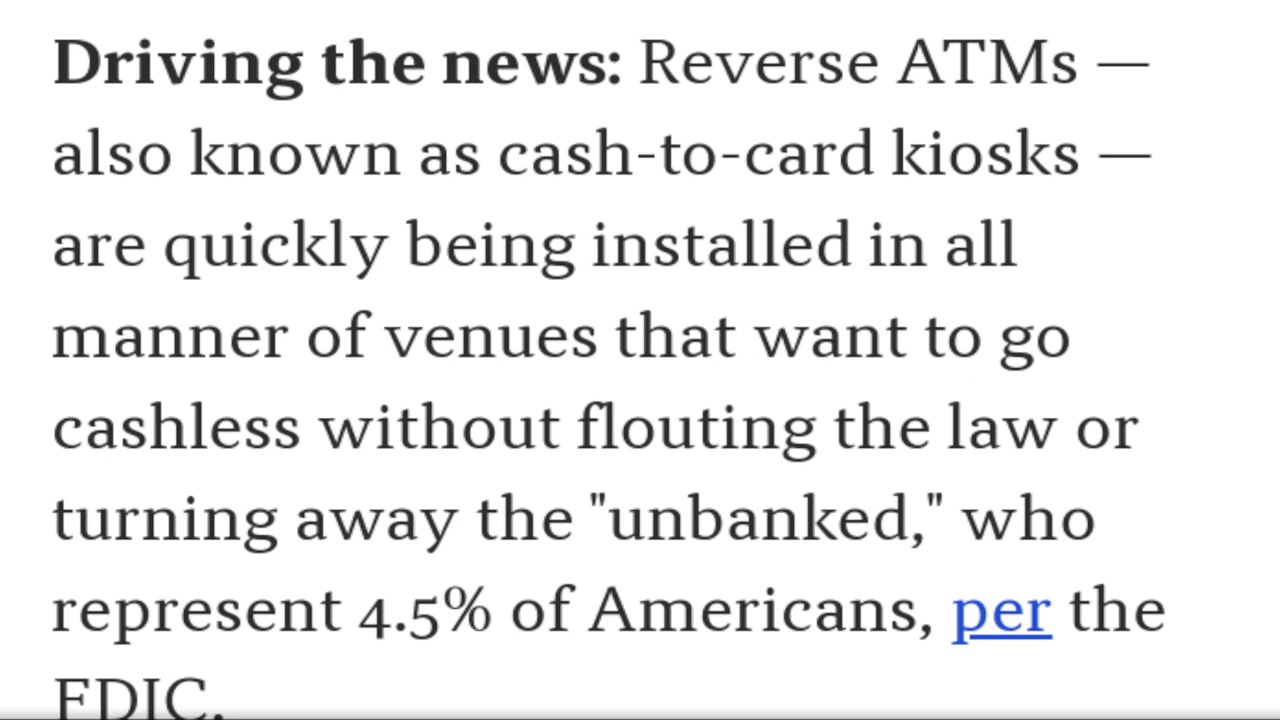 Driving the news: Reverse ATMs —
also known as cash-to-card kiosks —
are quickly being installed in all
manner of venues that want to go
cashless without flouting the law or
turning away the "unbanked," who
represent 4.5% of Americans, per the
FDIC.